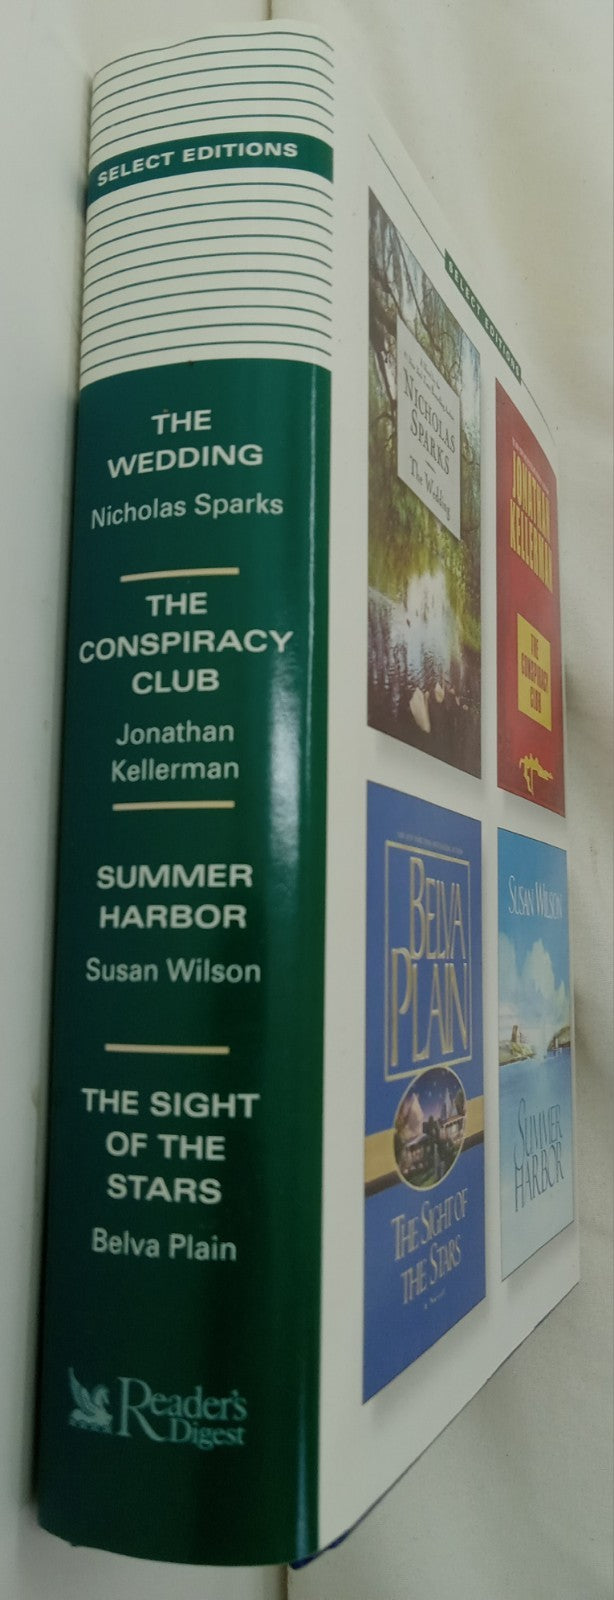 SELECT EDITIONS
THE
WEDDING
Nicholas Sparks
THE
CONSPIRACY
CLUB
Jonathan
Kellerman
SUMMER
HARBOR
Susan Wilson
THE SIGHT
OF THE
STARS
Belva Plain
Reader's
Digest
SELECT EDITIONS
NICHOLAS
SPARKS
The Wedding
JONATHAN
KELLERMAN
THE
CONSPIRACY
CLUB
BELVA
PLAIN
THE SIGHT OF
THE STARS
SUSAN WILSON
SUMMER
HARBOR